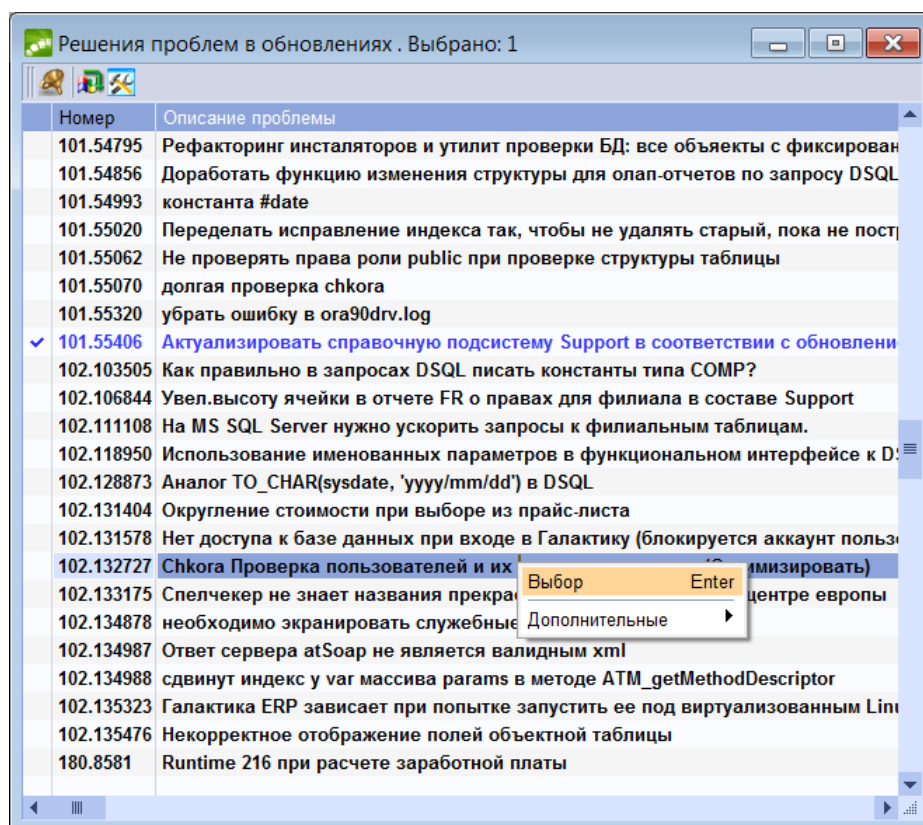 Решения проблем в обновлениях . Выбрано: 1
Номер Описание проблемы
101.54795 Рефакторинг инсталяторов и утилит проверки БД: все объяекты с фиксирован
101.54856 Доработать функцию изменения структуры для олап-отчетов по запросу DSQL
101.54993 константа #date
101.55020 Переделать исправление индекса так, чтобы не удалять старый, пока не постр
101.55062 Не проверять права роли public при проверке структуры таблицы
101.55070 долгая проверка chkora
101.55320 убрать ошибку в ora90drv.log
101.55406 Актуализировать справочную подсистему Support в соответствии с обновлени
102.103505 Как правильно в запросах DSQL писать константы типа COMP?
102.106844 Увел.высоту ячейки в отчете FR о правах для филиала в составе Support
102.111108 На MS SQL Server нужно ускорить запросы к филиальным таблицам.
102.118950 Использование именованных параметров в функциональном интерфейсе к D
102.128873 Аналог TO_CHAR(sysdate, 'yyyy/mm/dd') в DSQL
102.131404 Округление стоимости при выборе из прайс-листа
102.131578 Нет доступа к базе данных при входе в Галактику (блокируется аккаунт польз
102.132727 Chkora Проверка пользователей и их имизировать)
102.133175 Спелчекер не знает названия прекра центре европы
102.134878 необходимо экранировать служебные
102.134987 Ответ сервера atSoap не является валидным xml
102.134988 сдвинут индекс у var массива params в методе ATM_getMethodDescriptor
102.135323 Галактика ERP зависает при попытке запустить ее под виртуализованным Linu
102.135476 Некорректное отображение полей объектной таблицы
180.8581 Runtime 216 при расчете заработной платы
Выбор Enter
Дополнительные